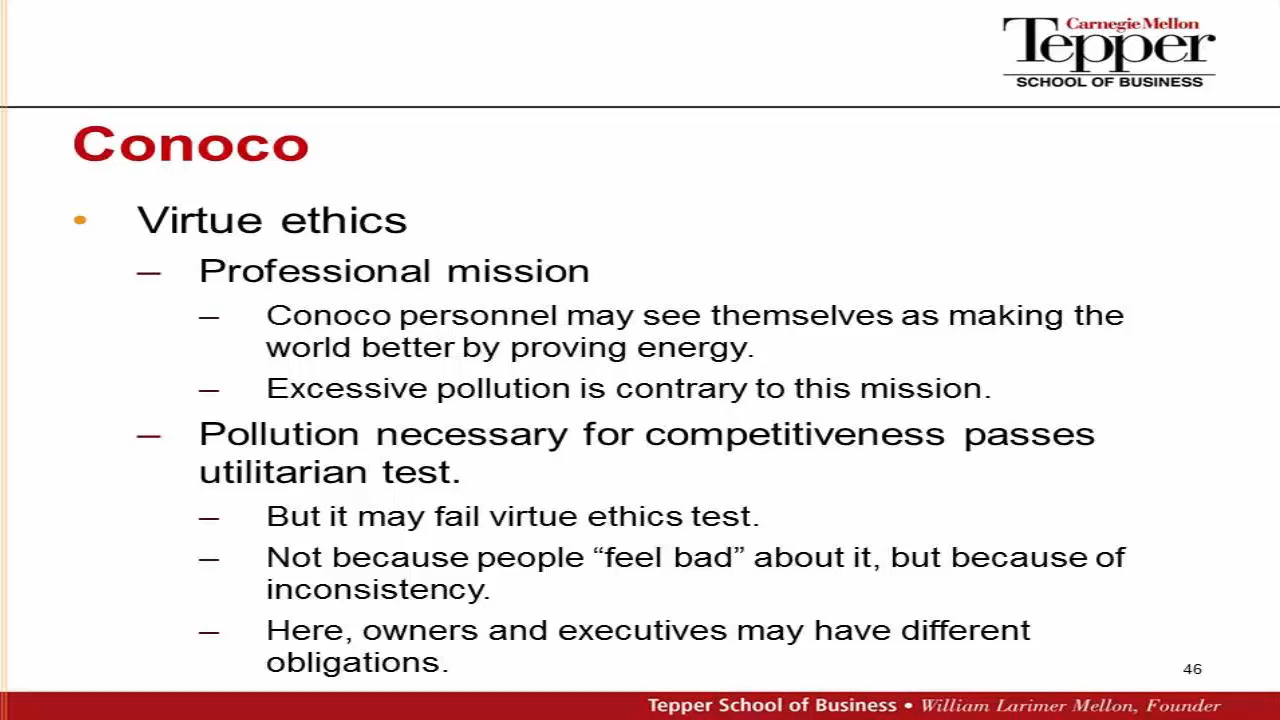 Carnegie Mellon
Tepper
SCHOOL OF BUSINESS
Conoco
• Virtue ethics
– Professional mission
– Conoco personnel may see themselves as making the
world better by proving energy.
– Excessive pollution is contrary to this mission.
– Pollution necessary for competitiveness passes
utilitarian test.
– But it may fail virtue ethics test.
– Not because people “feel bad” about it, but because of
inconsistency.
– Here, owners and executives may have different
obligations.
46
Tepper School of Business • William Larimer Mellon, Founder